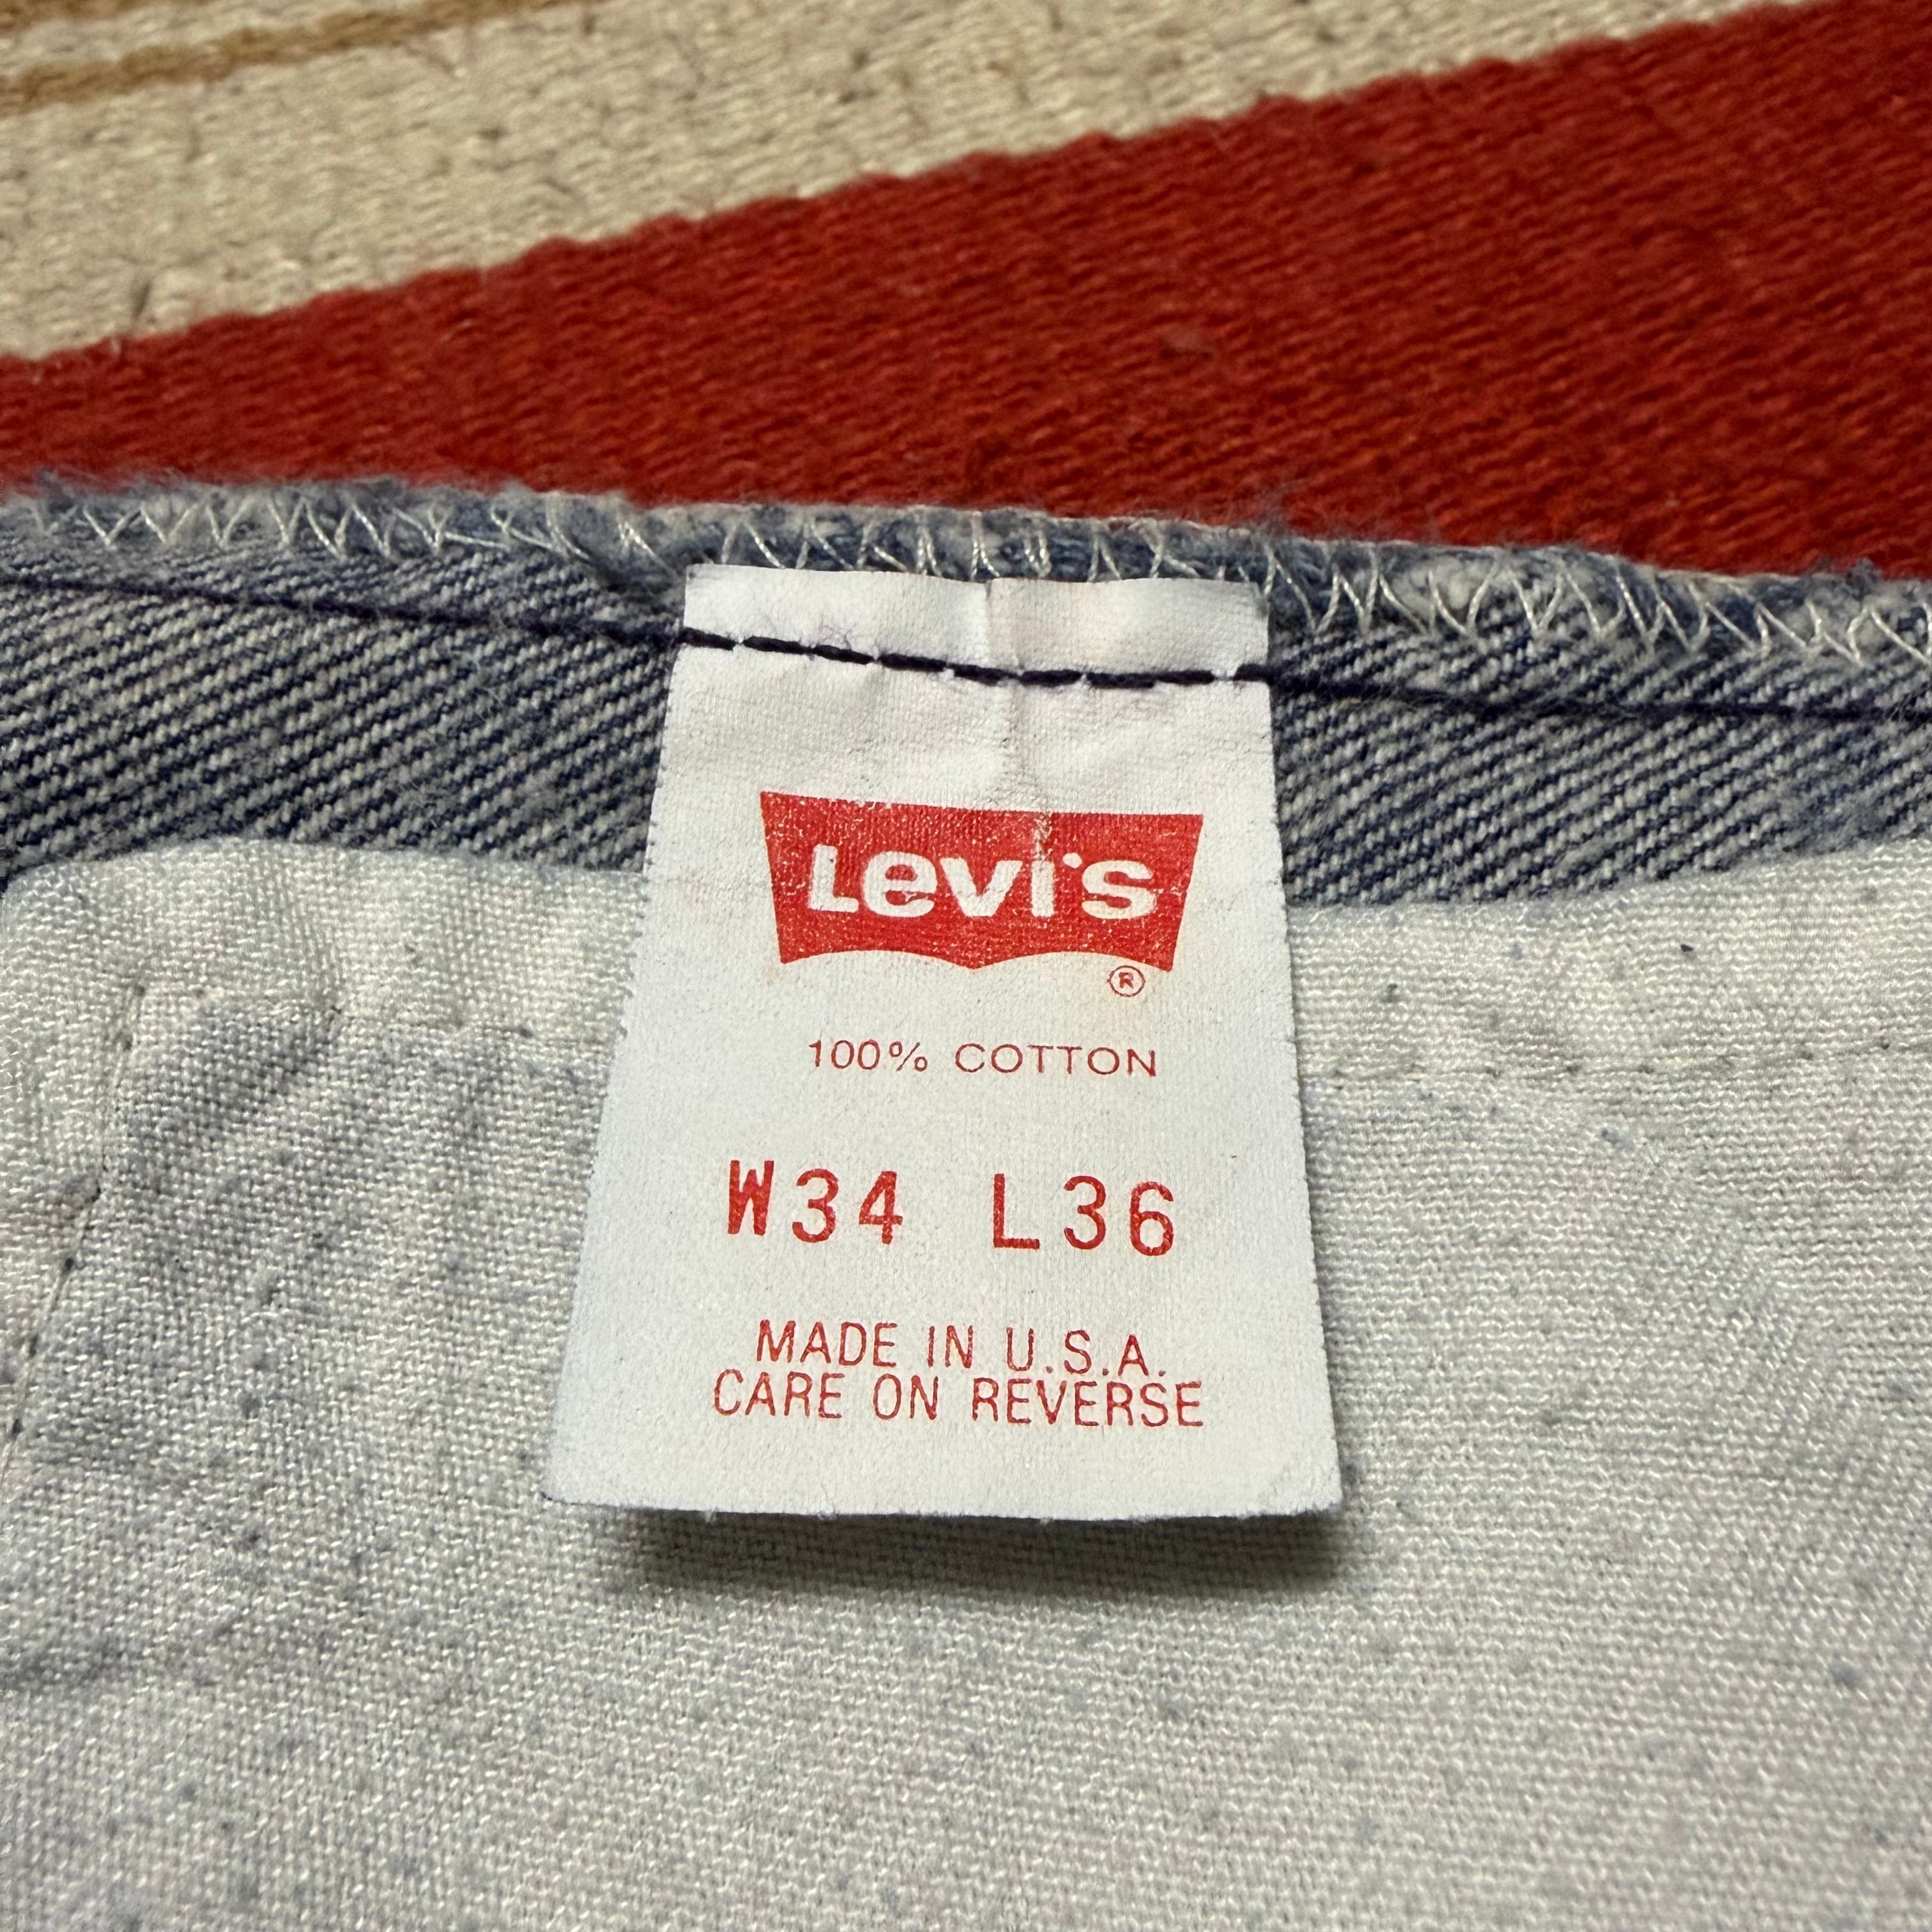 Levi's
®
100% COTTON
W34 L36
MADE IN U.S.A.
CARE ON REVERSE